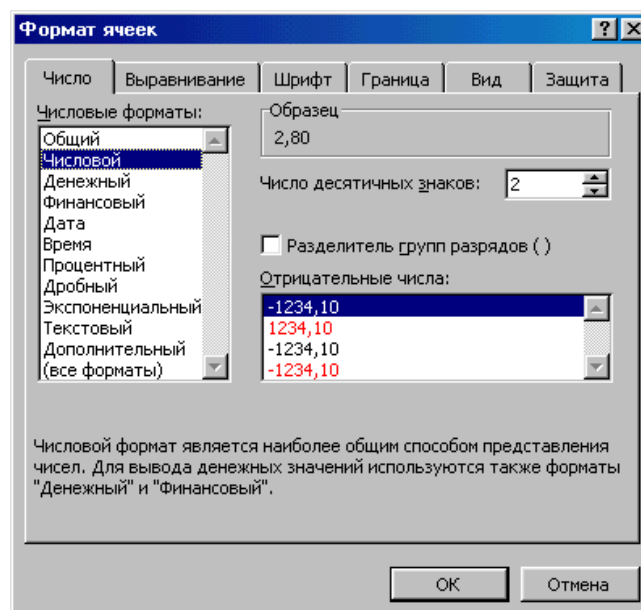 Формат ячеек
Число Выравнивание Шрифт Граница Вид Защита
Числовые форматы:
Общий
Числовой
Денежный
Финансовый
Дата
Время
Процентный
Дробный
Экспоненциальный
Текстовый
Дополнительный
(все форматы)
Образец
2,80
Число десятичных знаков: 2
Разделитель групп разрядов ( )
Отрицательные числа:
-1234,10
1234,10
-1234,10
-1234,10
Числовой формат является наиболее общим способом представления
чисел. Для вывода денежных значений используются также форматы
"Денежный" и "Финансовый".
OK Отмена